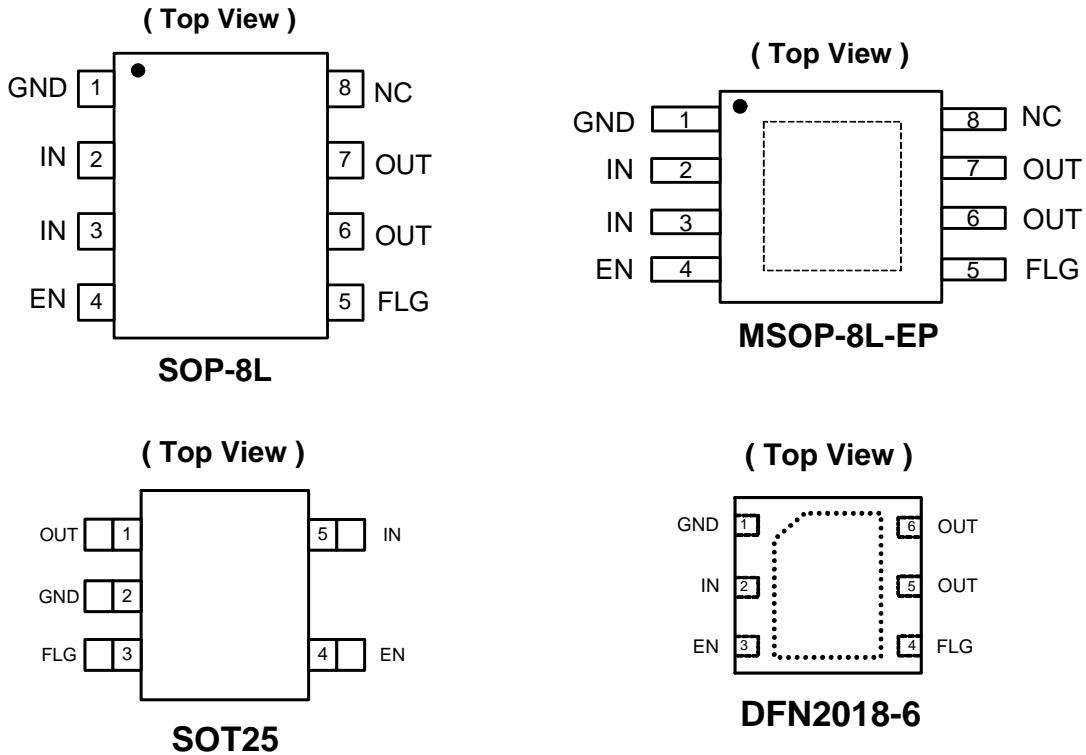 ( Top View )
GND 1 8 NC
IN 2 7 OUT
IN 3 6 OUT
EN 4 5 FLG
SOP-8L
( Top View )
GND 1 8 NC
IN 2 7 OUT
IN 3 6 OUT
EN 4 5 FLG
MSOP-8L-EP
( Top View )
OUT 1 5 IN
GND 2
FLG 3 4 EN
SOT25
( Top View )
GND 1 6 OUT
IN 2 5 OUT
EN 3 4 FLG
DFN2018-6